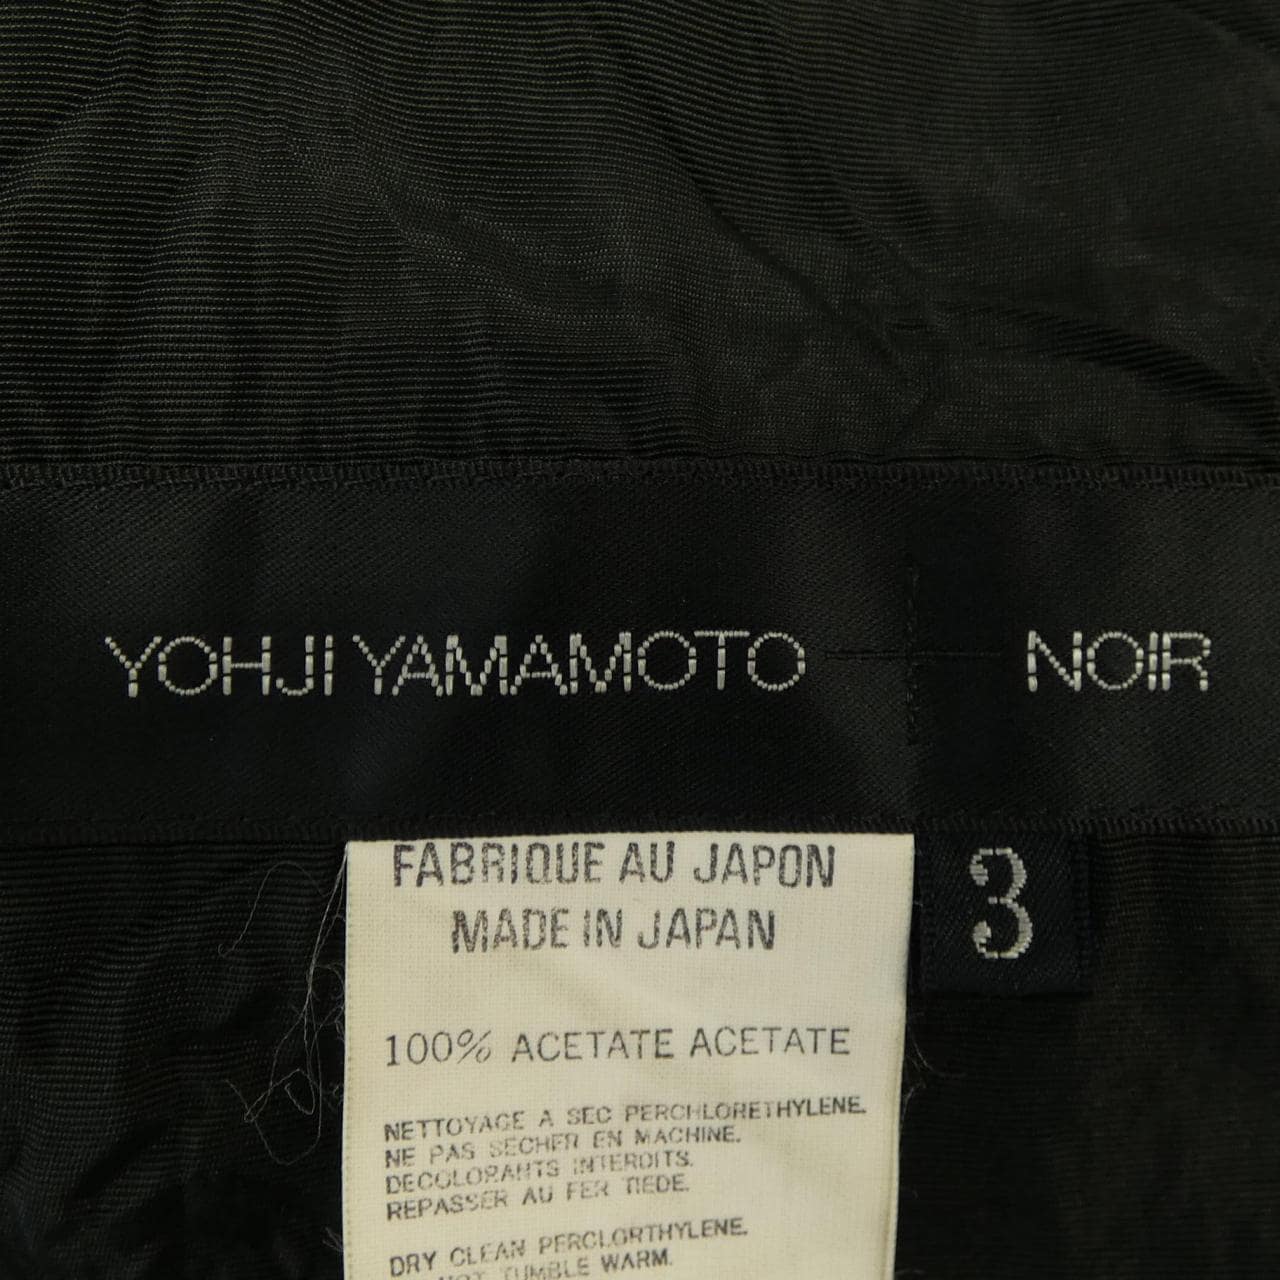 YOHJI YAMAMOTO NOIR
FABRIQUE AU JAPON
MADE IN JAPAN
3
100% ACETATE ACETATE
NETTOYAGE A SEC PERCHLORETHYLENE.
NE PAS SECHER EN MACHINE.
DECOLORANTS INTERDITS.
REPASSER AU FER TIEDE.
DRY CLEAN PERCLORTHYLENE.
NOT TUMBLE WARM.